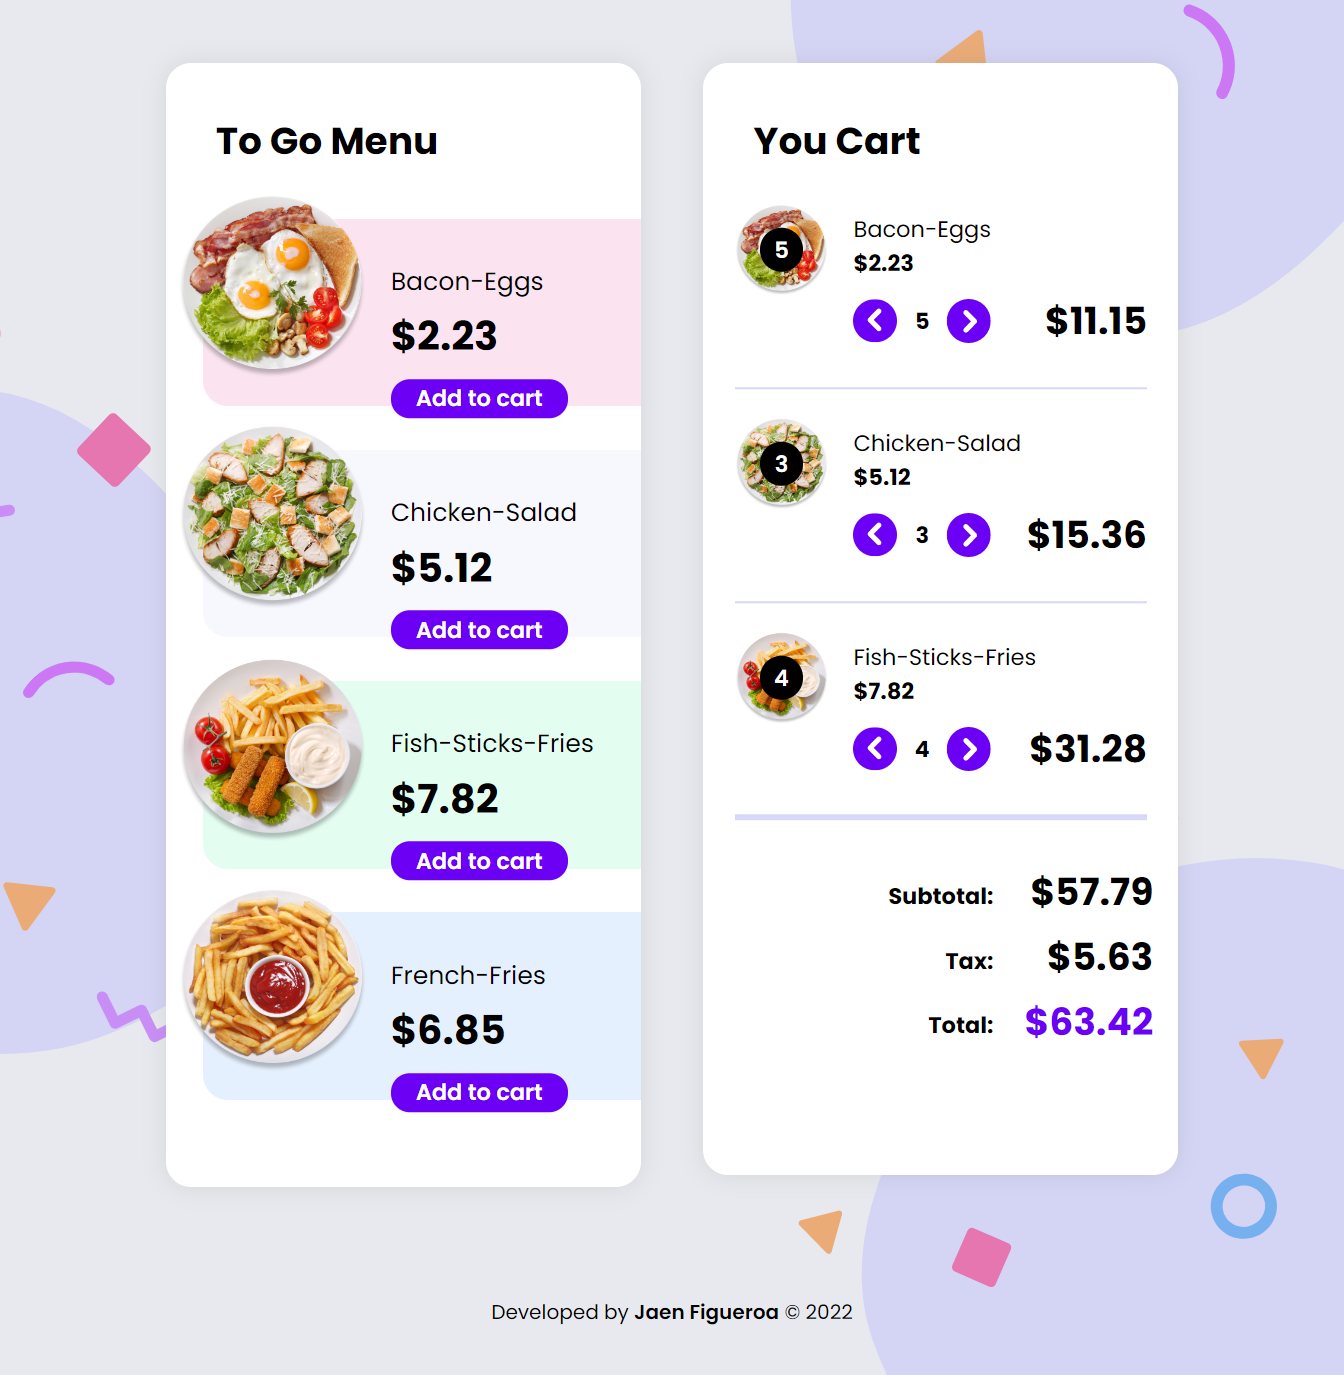 To Go Menu
Bacon-Eggs
$2.23
Add to cart
Chicken-Salad
$5.12
Add to cart
Fish-Sticks-Fries
$7.82
Add to cart
French-Fries
$6.85
Add to cart
You Cart
5
Bacon-Eggs
$2.23
5 $11.15
3
Chicken-Salad
$5.12
3 $15.36
4
Fish-Sticks-Fries
$7.82
4 $31.28
Subtotal: $57.79
Tax: $5.63
Total: $63.42
Developed by Jaen Figueroa © 2022